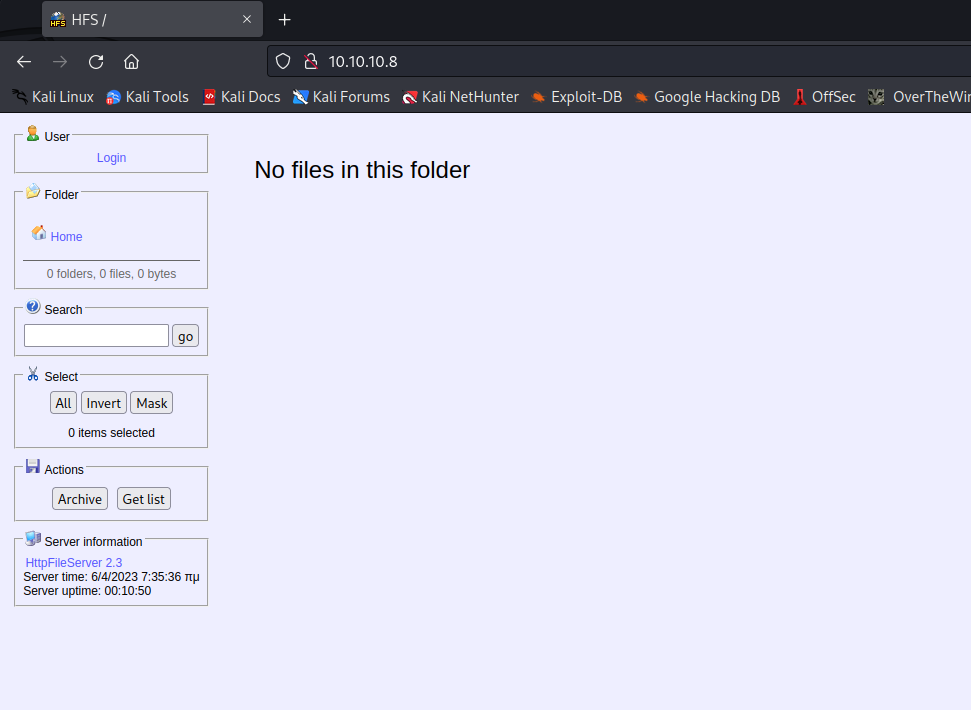 HFS /
10.10.10.8
Kali Linux Kali Tools Kali Docs Kali Forums Kali NetHunter Exploit-DB Google Hacking DB OffSec
User
Login
No files in this folder
Folder
Home
0 folders, 0 files, 0 bytes
Search
go
Select
All Invert Mask
0 items selected
Actions
Archive Get list
Server information
HttpFileServer 2.3
Server time: 6/4/2023 7:35:36 πμ
Server uptime: 00:10:50